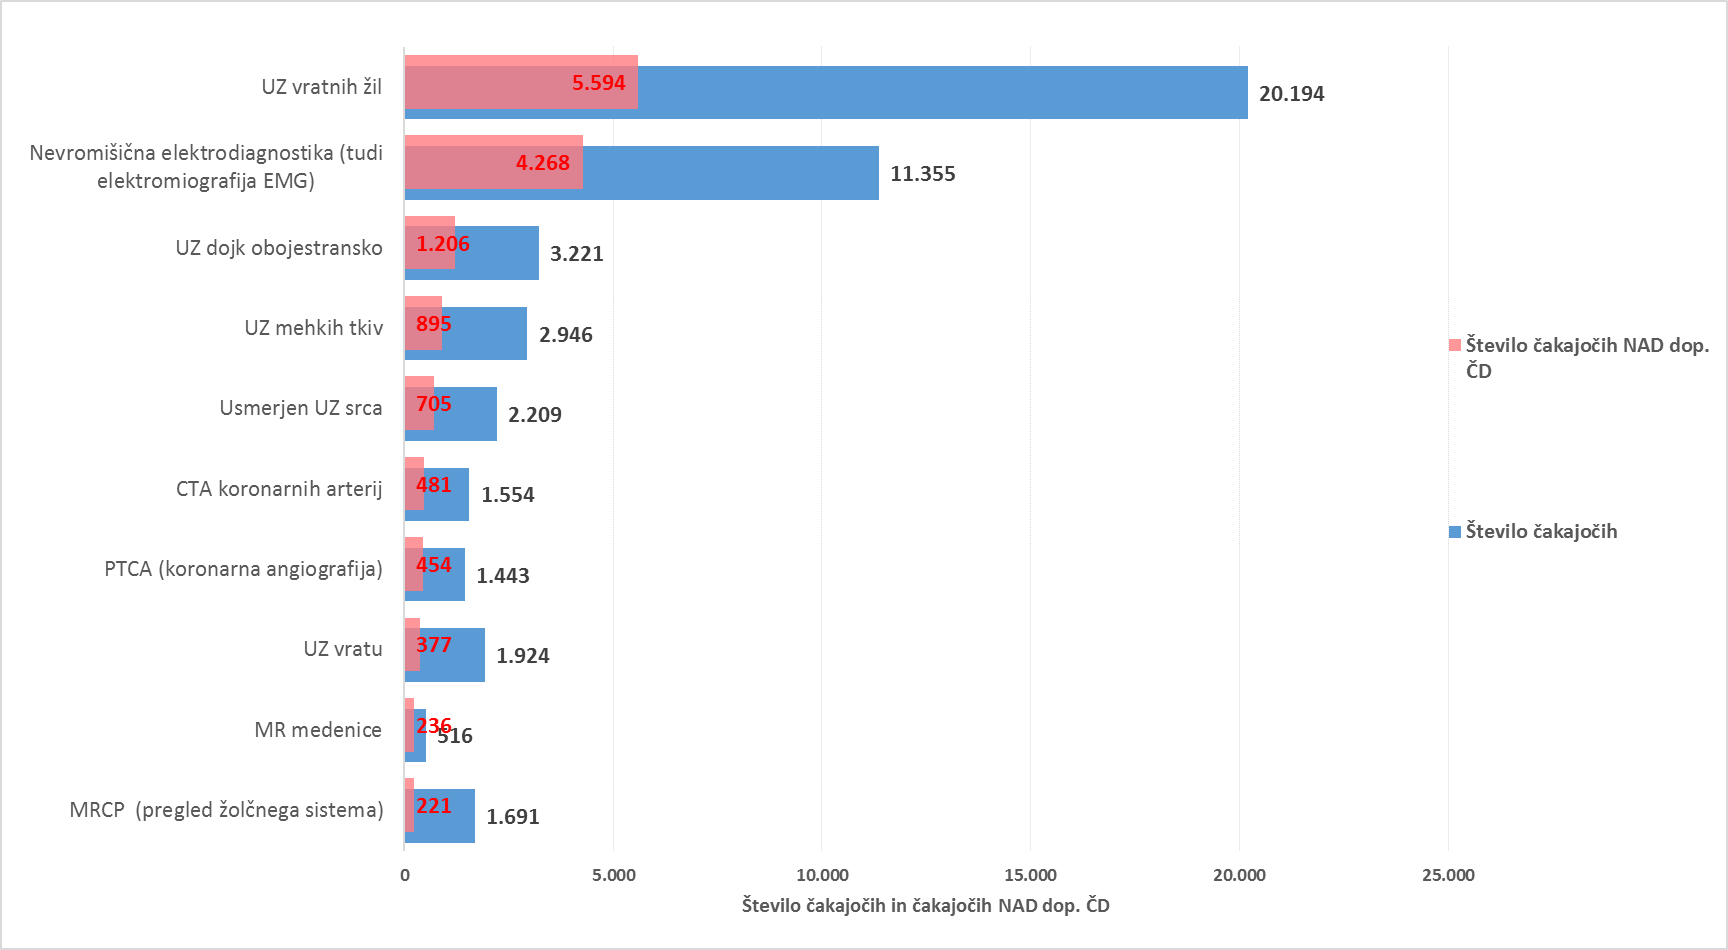 UZ vratnih žil
5.594
20.194
Nevromišična elektrodiagnostika (tudi
elektromiografija EMG)
4.268
11.355
UZ dojk obojestransko
1.206
3.221
UZ mehkih tkiv
895
2.946
Usmerjen UZ srca
705
2.209
CTA koronarnih arterij
481
1.554
PTCA (koronarna angiografija)
454
1.443
UZ vratu
377
1.924
MR medenice
236
516
MRCP  (pregled žolčnega sistema)
221
1.691
0
5.000
10.000
15.000
20.000
25.000
Število čakajočih in čakajočih NAD dop. ČD
Število čakajočih NAD dop.
ČD
Število čakajočih